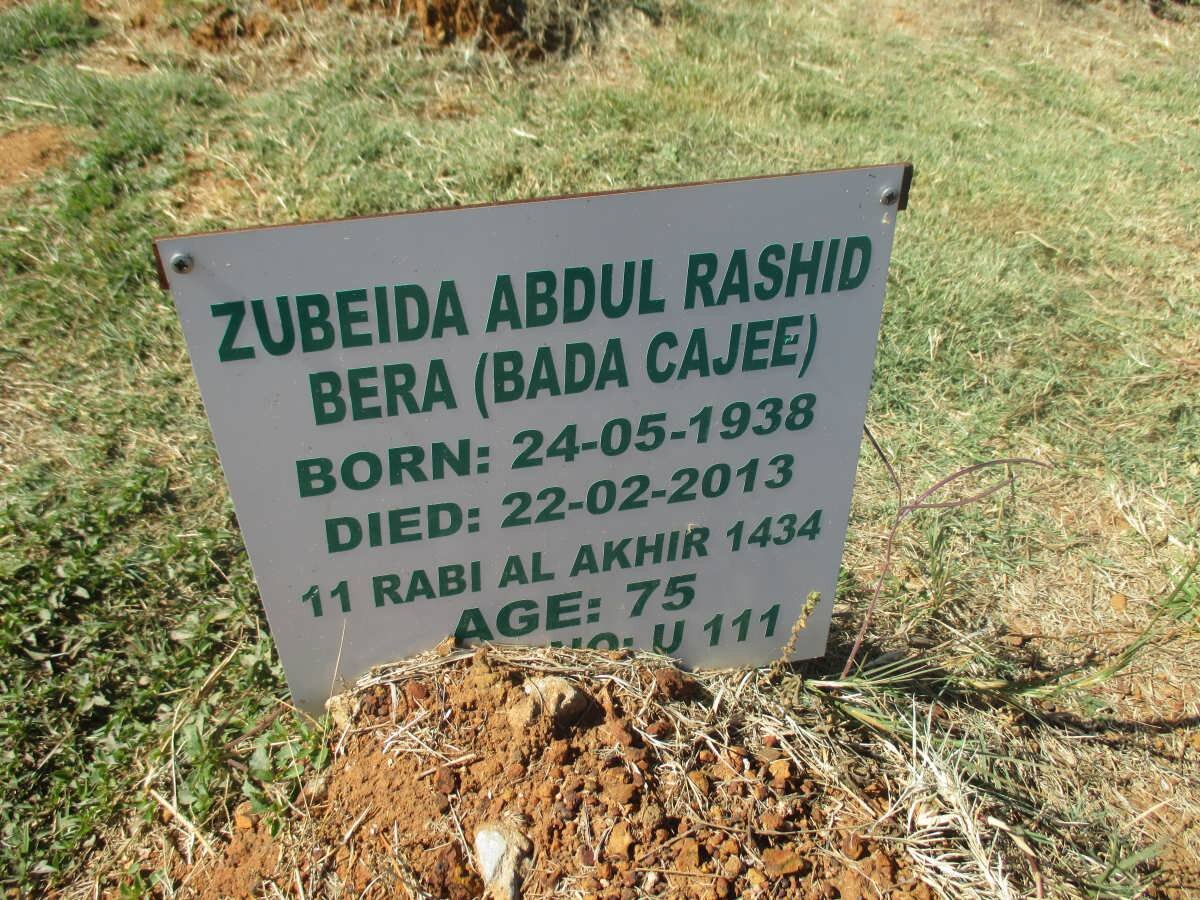 ZUBEIDA ABDUL RASHID
BERA (BADA CAJEE)
BORN: 24-05-1938
DIED: 22-02-2013
11 RABI AL AKHIR 1434
AGE: 75
NO: U 111